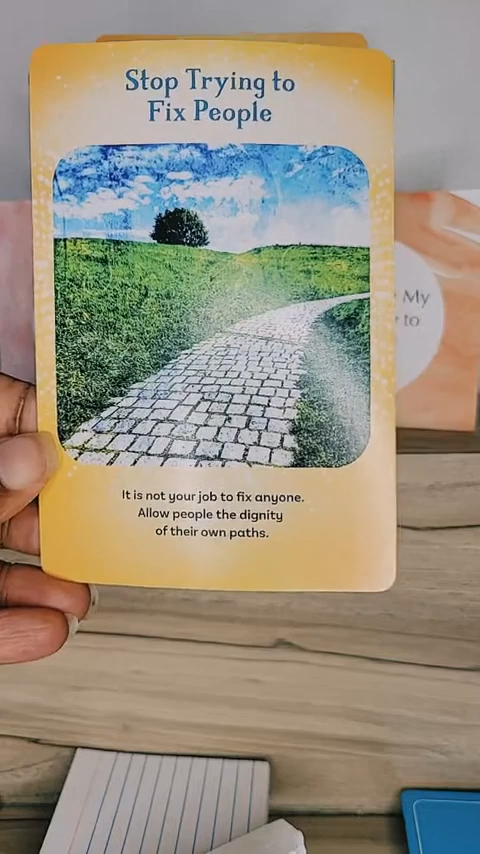 Stop Trying to
Fix People
It is not your job to fix anyone.
Allow people the dignity
of their own paths.
My
to